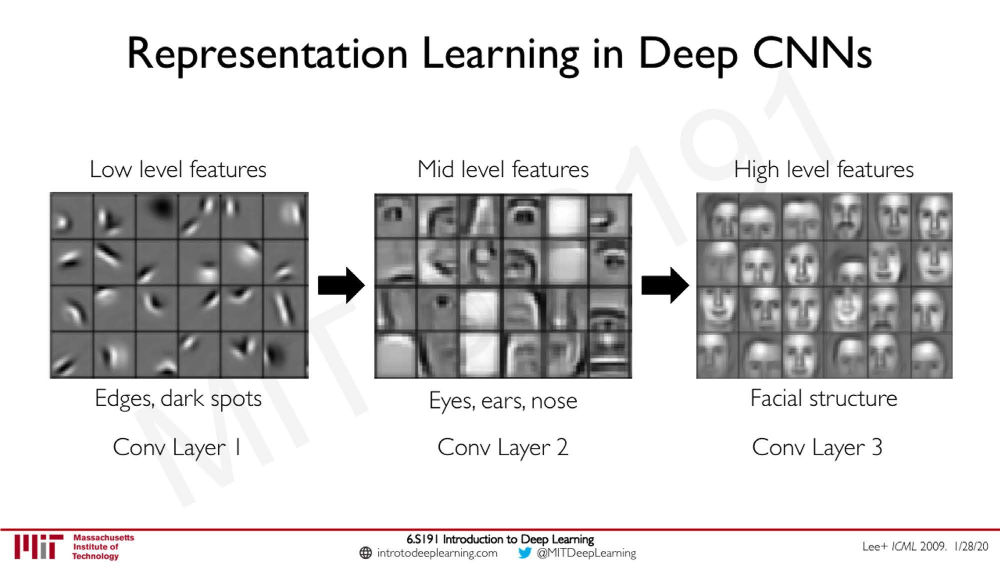 Representation Learning in Deep CNNs
Low level features
Mid level features
High level features
Edges, dark spots
Eyes, ears, nose
Facial structure
Conv Layer 1
Conv Layer 2
Conv Layer 3
Massachusetts
Institute of
Technology
6.S191 Introduction to Deep Learning
introtodeeplearning.com
@MITDeepLearning
Lee+ ICML 2009. 1/28/20
MIT 6.S191